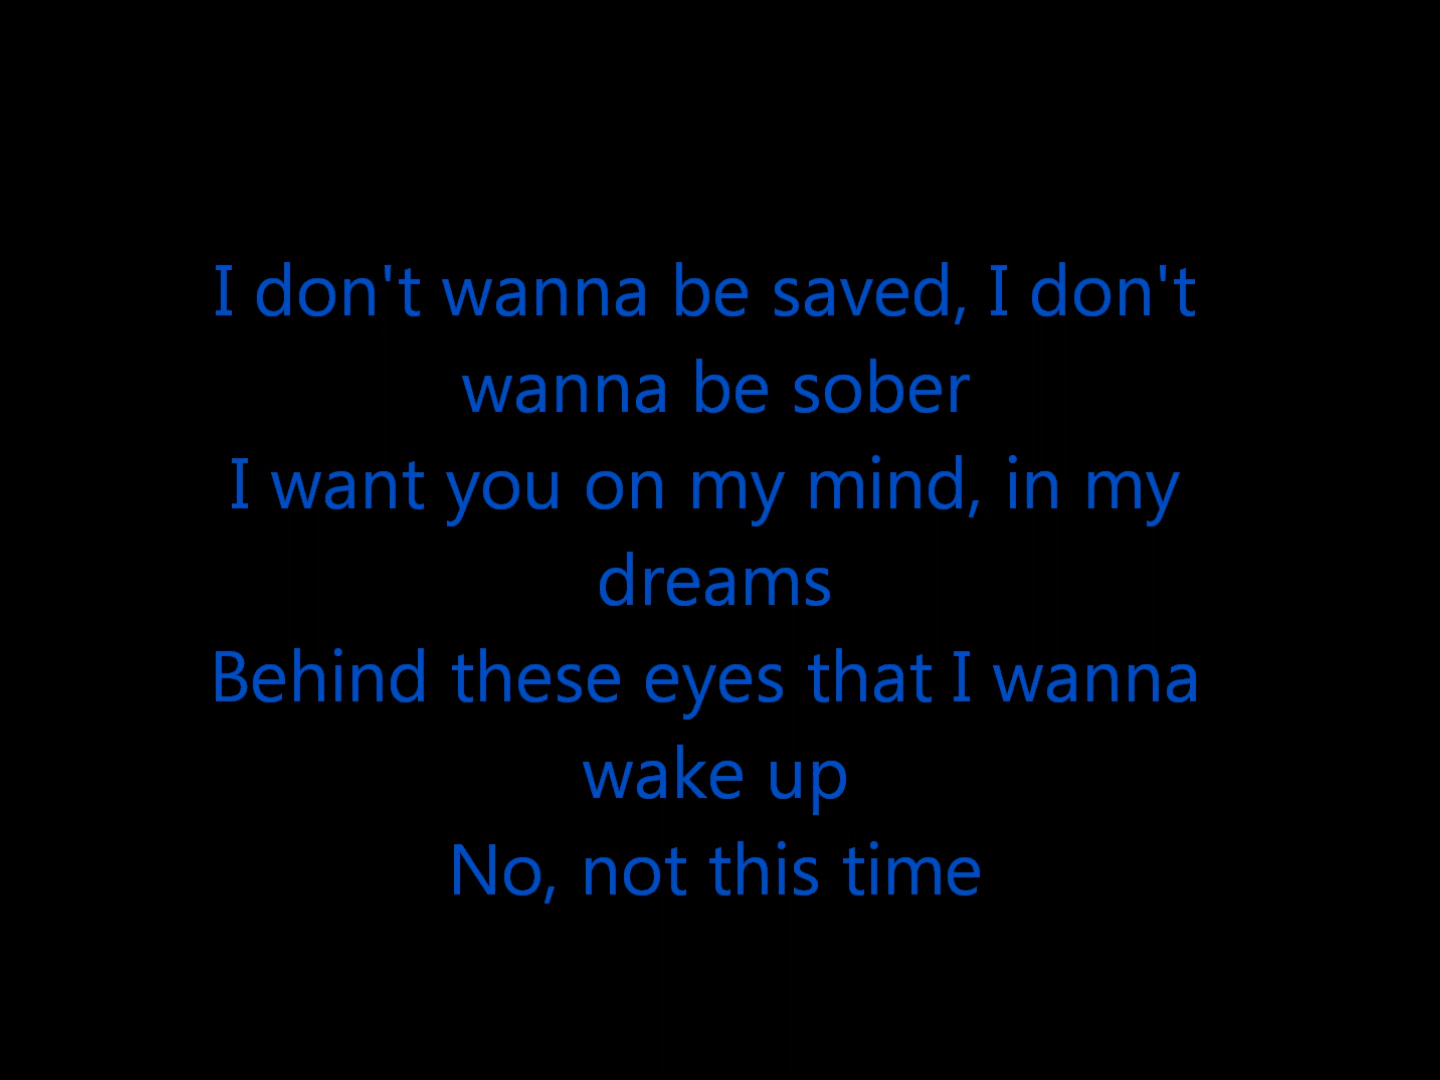 I don't wanna be saved, I don't
wanna be sober
I want you on my mind, in my
dreams
Behind these eyes that I wanna
wake up
No, not this time